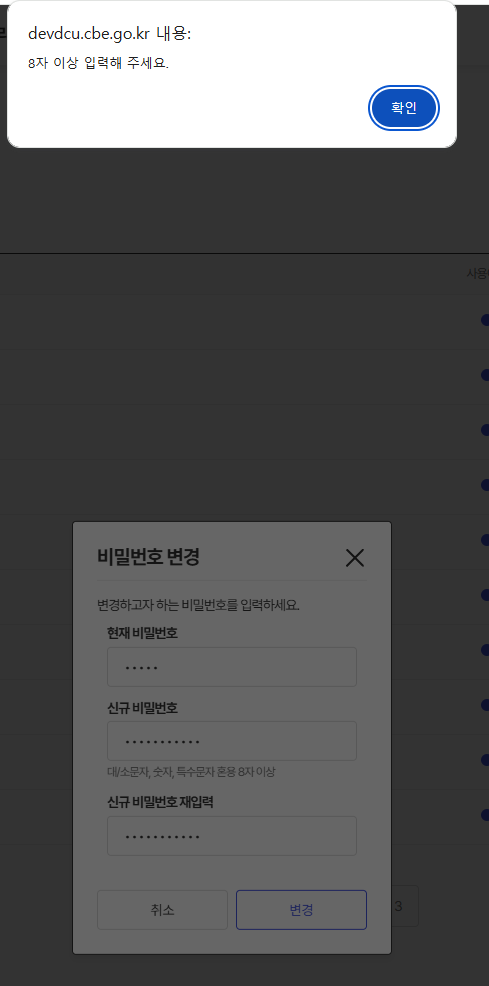 devdcu.cbe.go.kr 내용:
8자 이상 입력해 주세요.
확인
비밀번호 변경
변경하고자 하는 비밀번호를 입력하세요.
현재 비밀번호
•••••
신규 비밀번호
•••••••••••
대/소문자, 숫자, 특수문자 혼용 8자 이상
신규 비밀번호 재입력
•••••••••••
취소
변경
3